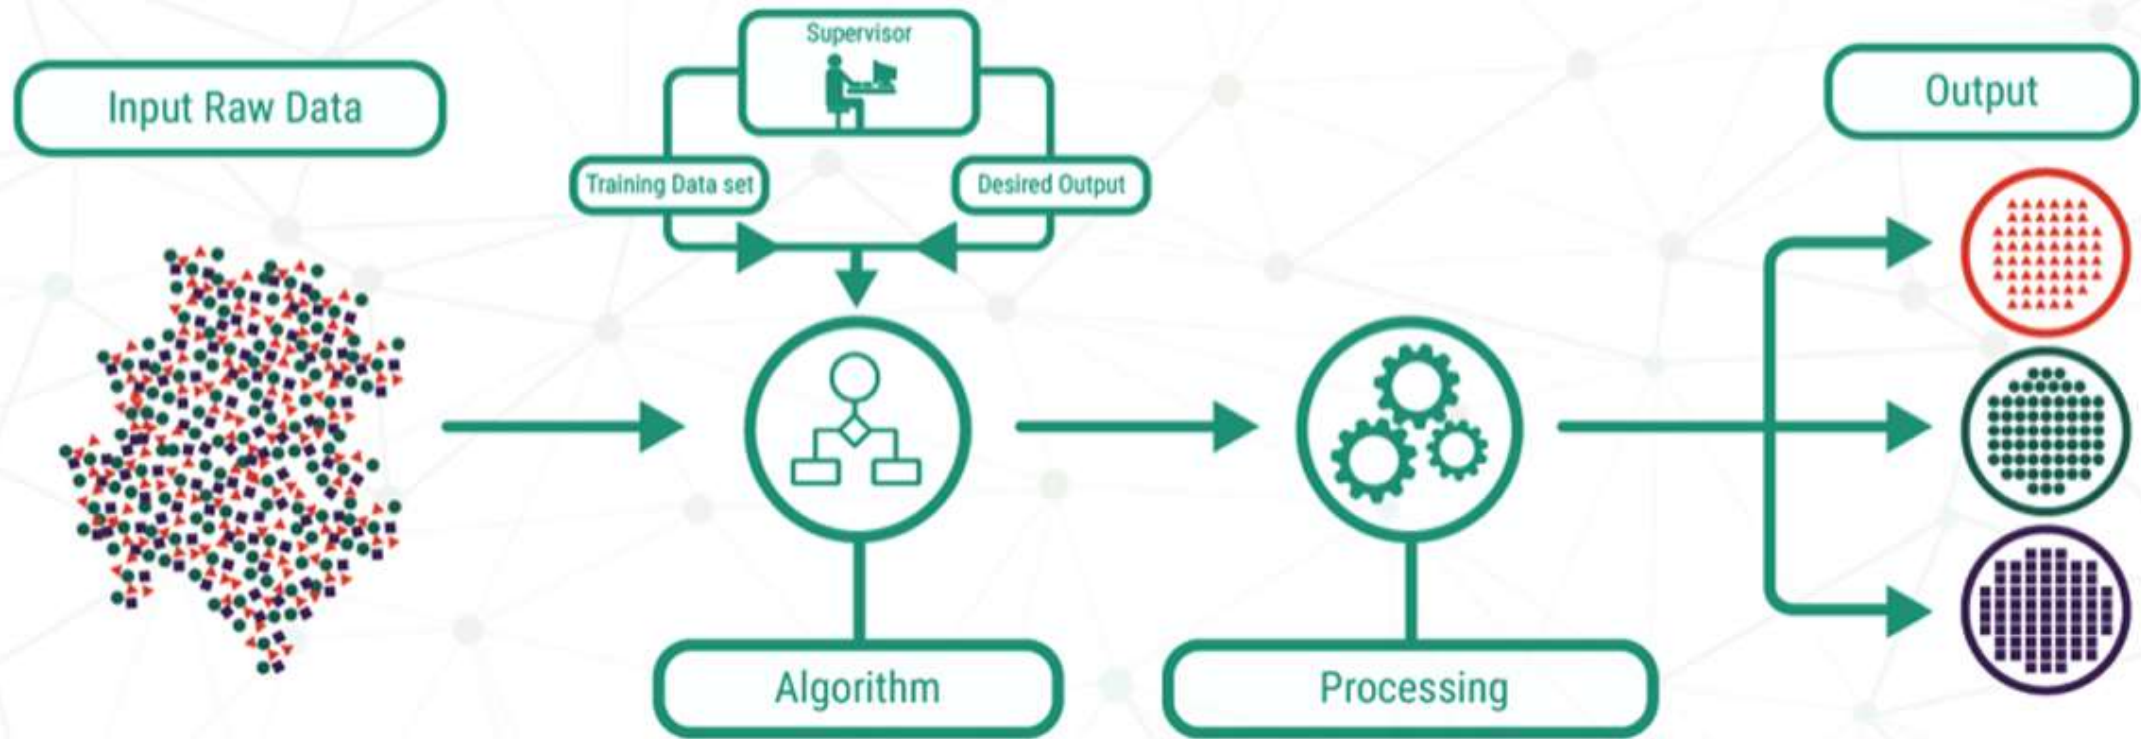 Input Raw Data
Supervisor
Training Data set
Desired Output
Algorithm
Processing
Output